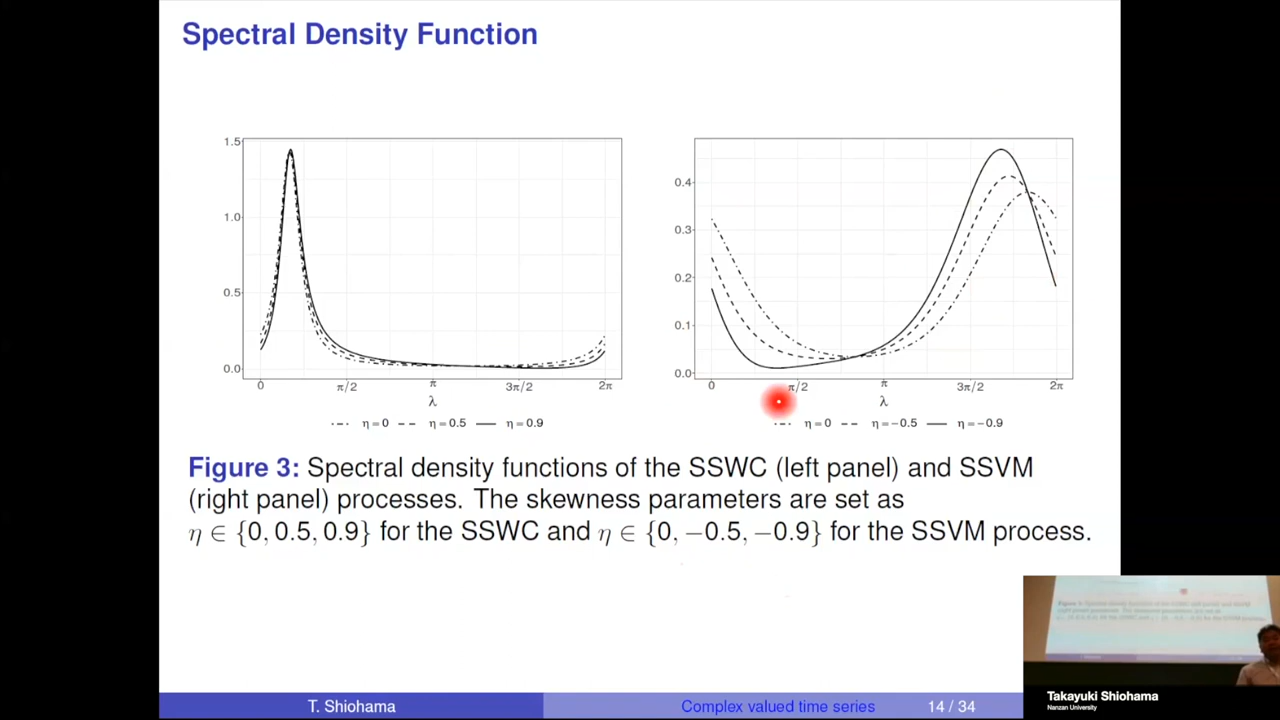 Spectral Density Function
1.5
1.0
0.5
0.0
0 π/2 π 3π/2 2π
λ
η = 0 η = 0.5 η = 0.9
0.4
0.3
0.2
0.1
0.0
0 π/2 π 3π/2 2π
λ
η = 0 η = −0.5 η = −0.9
Figure 3: Spectral density functions of the SSWC (left panel) and SSVM
(right panel) processes. The skewness parameters are set as
η ∈ {0, 0.5, 0.9} for the SSWC and η ∈ {0, −0.5, −0.9} for the SSVM process.
T. Shiohama
Complex valued time series
14 / 34
Takayuki Shiohama
Nanzan University